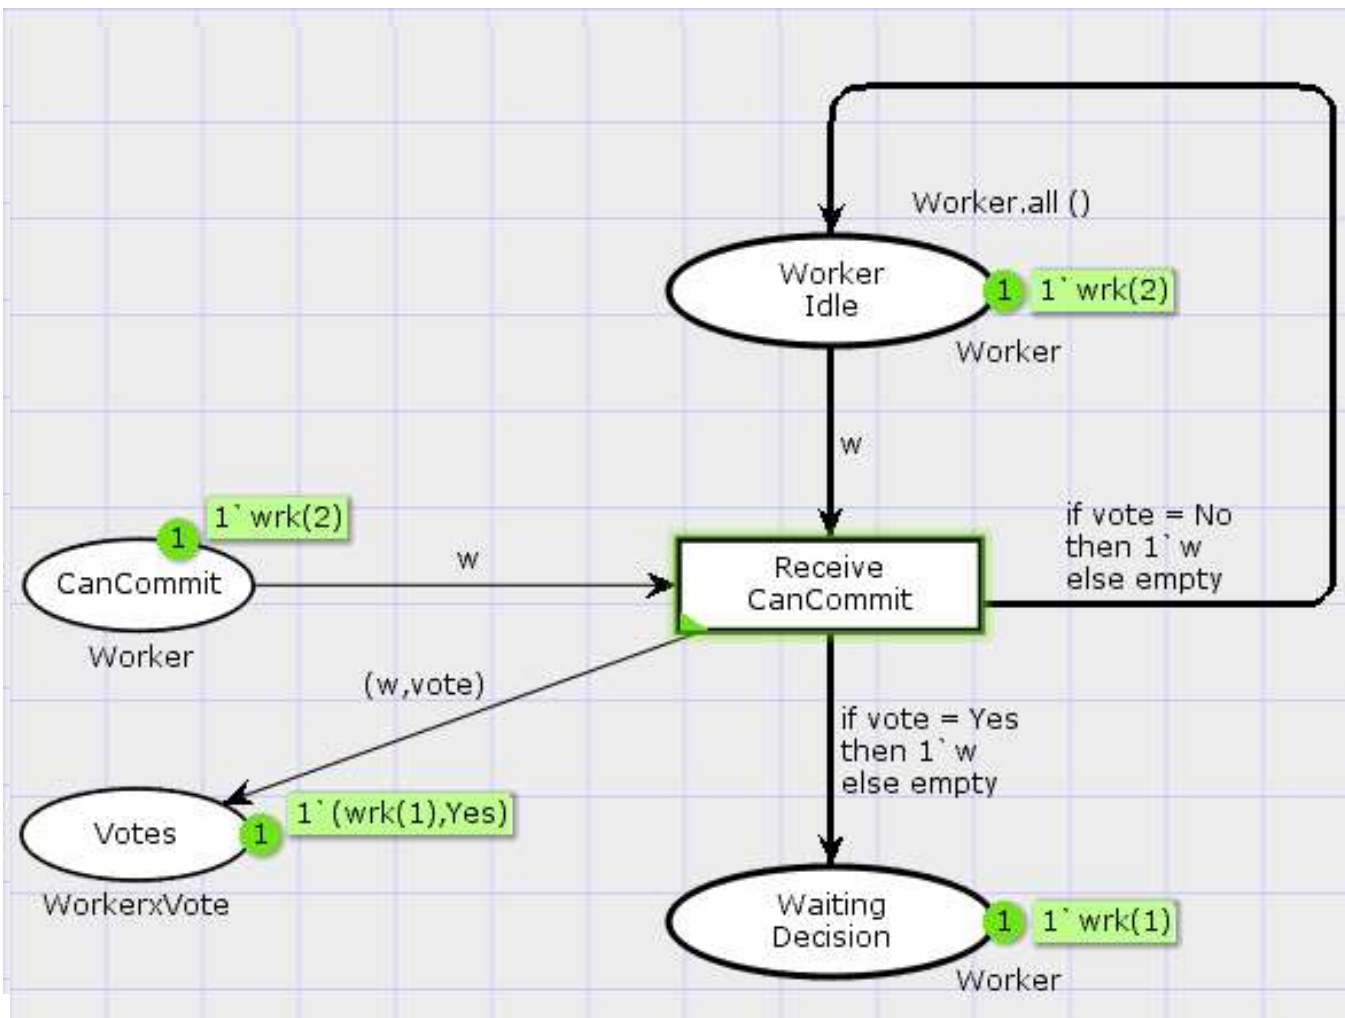 Worker.all ()
Worker
Idle
1
1`wrk(2)
Worker
w
1`wrk(2)
1
CanCommit
Worker
w
Receive
CanCommit
if vote = No
then 1`w
else empty
(w,vote)
if vote = Yes
then 1`w
else empty
Votes
1
1`(wrk(1),Yes)
WorkerxVote
Waiting
Decision
1
1`wrk(1)
Worker